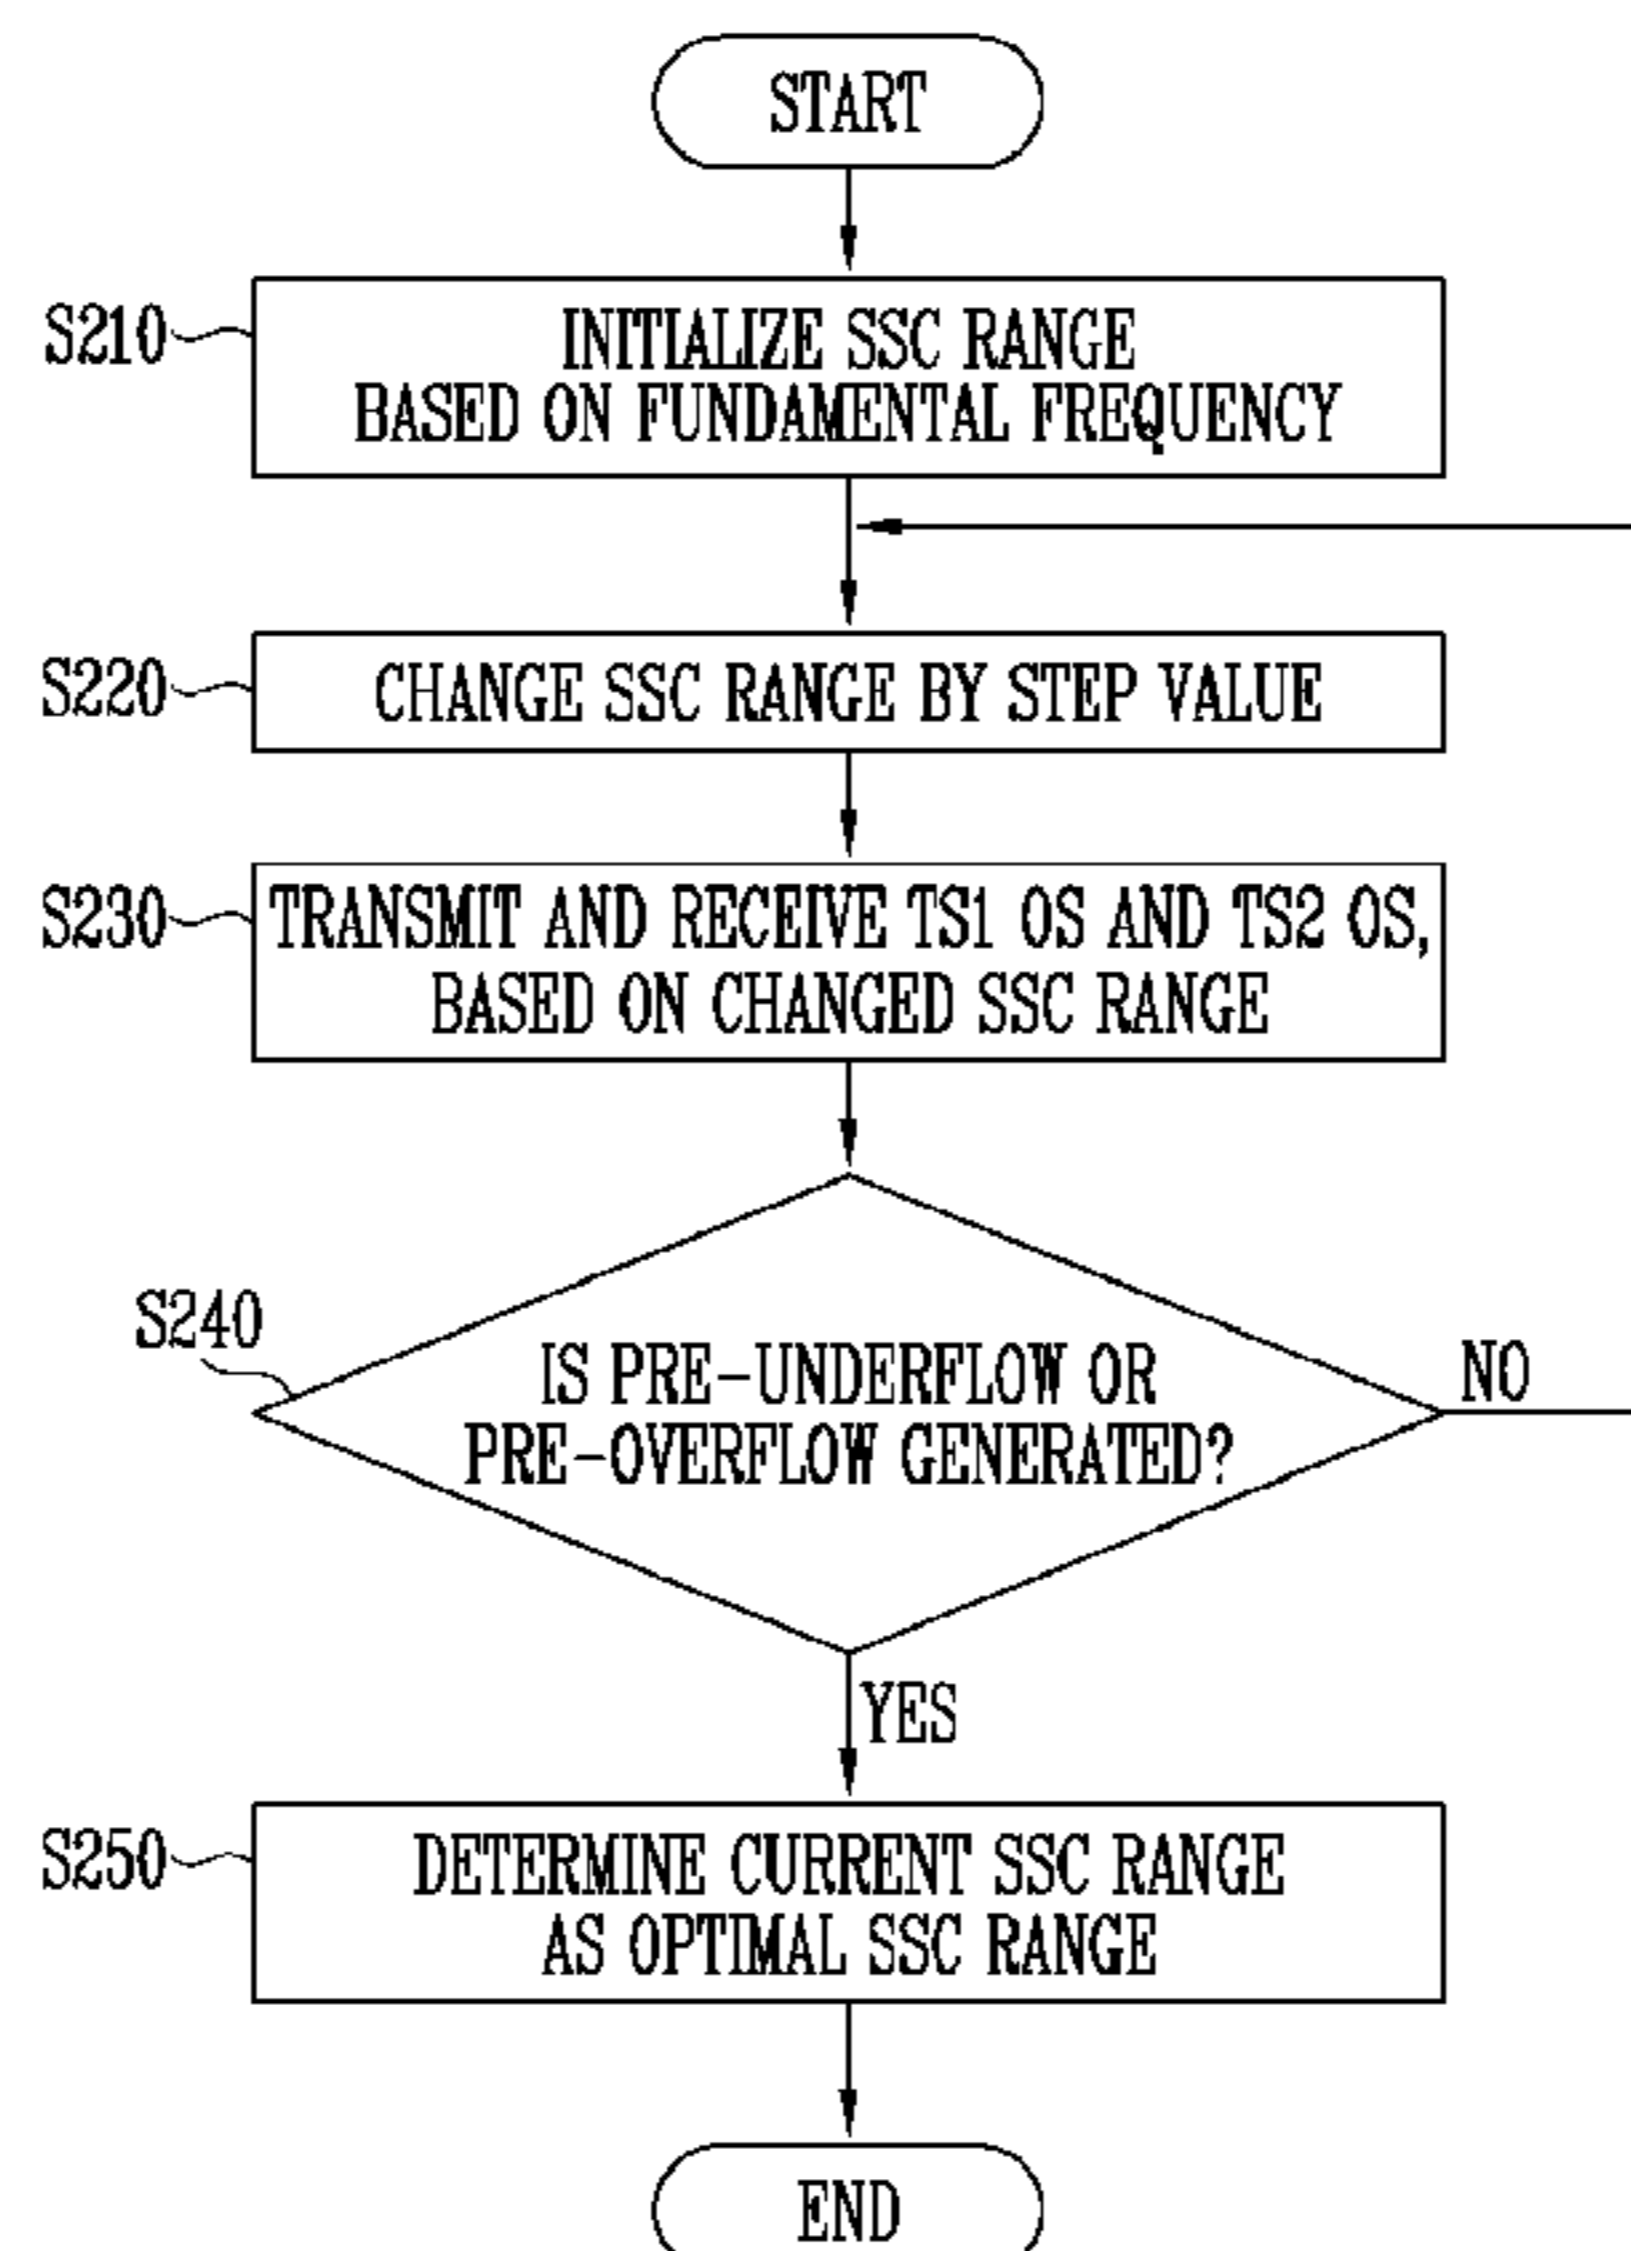 START
S210
INITIALIZE SSC RANGE
BASED ON FUNDAMENTAL FREQUENCY
S220
CHANGE SSC RANGE BY STEP VALUE
S230
TRANSMIT AND RECEIVE TS1 OS AND TS2 OS,
BASED ON CHANGED SSC RANGE
S240
IS PRE-UNDERFLOW OR
PRE-OVERFLOW GENERATED?
NO
YES
S250
DETERMINE CURRENT SSC RANGE
AS OPTIMAL SSC RANGE
END